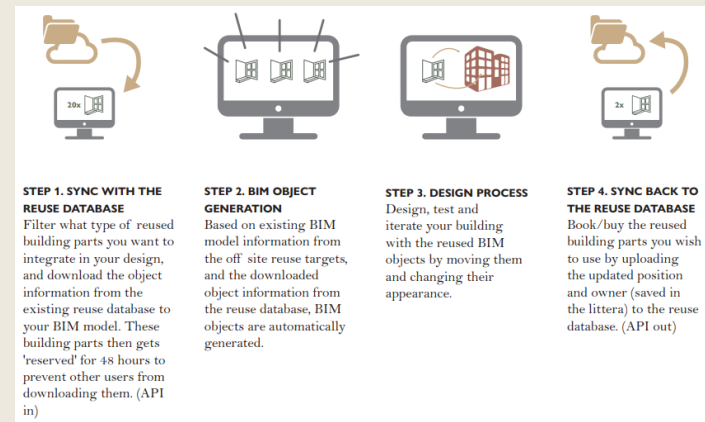 20x
2x
STEP 1. SYNC WITH THE
REUSE DATABASE
Filter what type of reused
building parts you want to
integrate in your design,
and download the object
information from the
existing reuse database to
your BIM model. These
building parts then gets
'reserved' for 48 hours to
prevent other users from
downloading them. (API
in)
STEP 2. BIM OBJECT
GENERATION
Based on existing BIM
model information from
the off site reuse targets,
and the downloaded
object information from
the reuse database, BIM
objects are automatically
generated.
STEP 3. DESIGN PROCESS
Design, test and
iterate your building
with the reused BIM
objects by moving them
and changing their
appearance.
STEP 4. SYNC BACK TO
THE REUSE DATABASE
Book/buy the reused
building parts you wish
to use by uploading
the updated position
and owner (saved in
the littera) to the reuse
database. (API out)